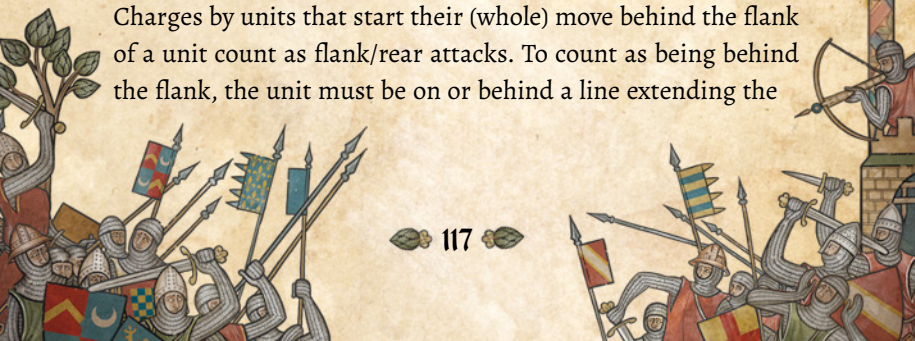 Charges by units that start their (whole) move behind the flank
of a unit count as flank/rear attacks. To count as being behind
the flank, the unit must be on or behind a line extending the
117